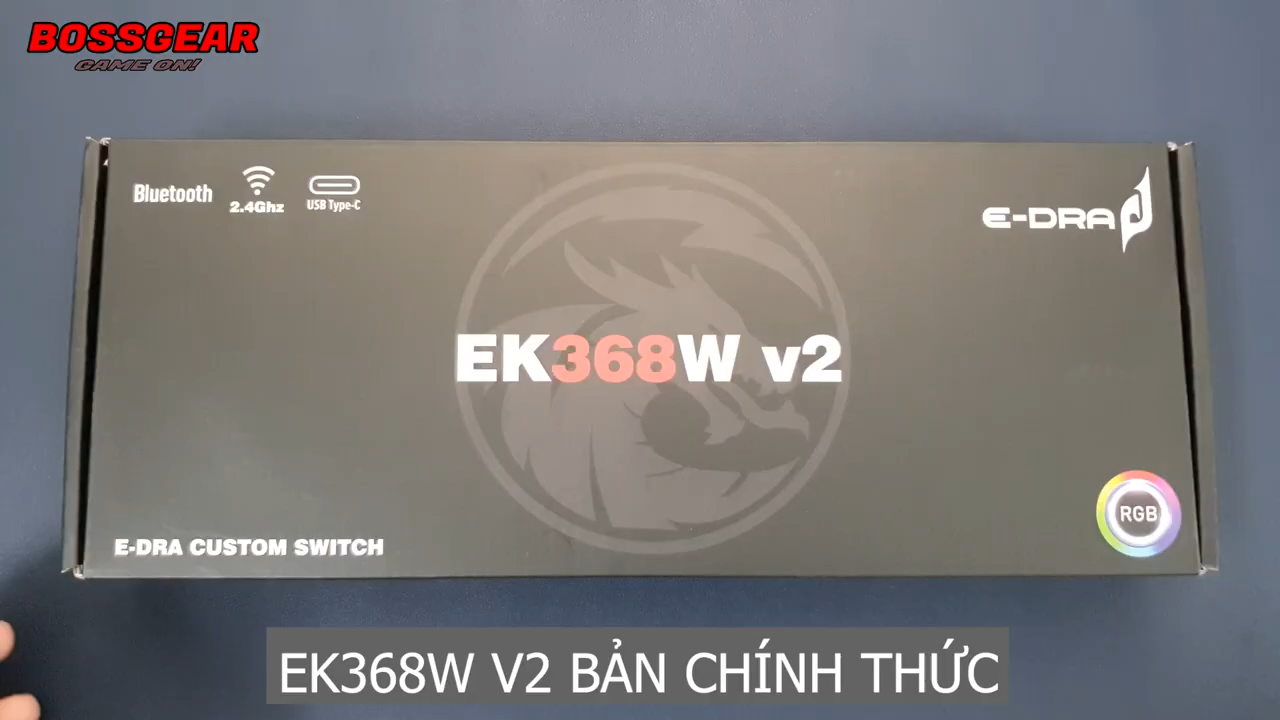 BOSSGEAR
GAME ON!
Bluetooth
2.4Ghz
USB Type-C
E-DRA
EK368W v2
RGB
E-DRA CUSTOM SWITCH
EK368W V2 BẢN CHÍNH THỨC